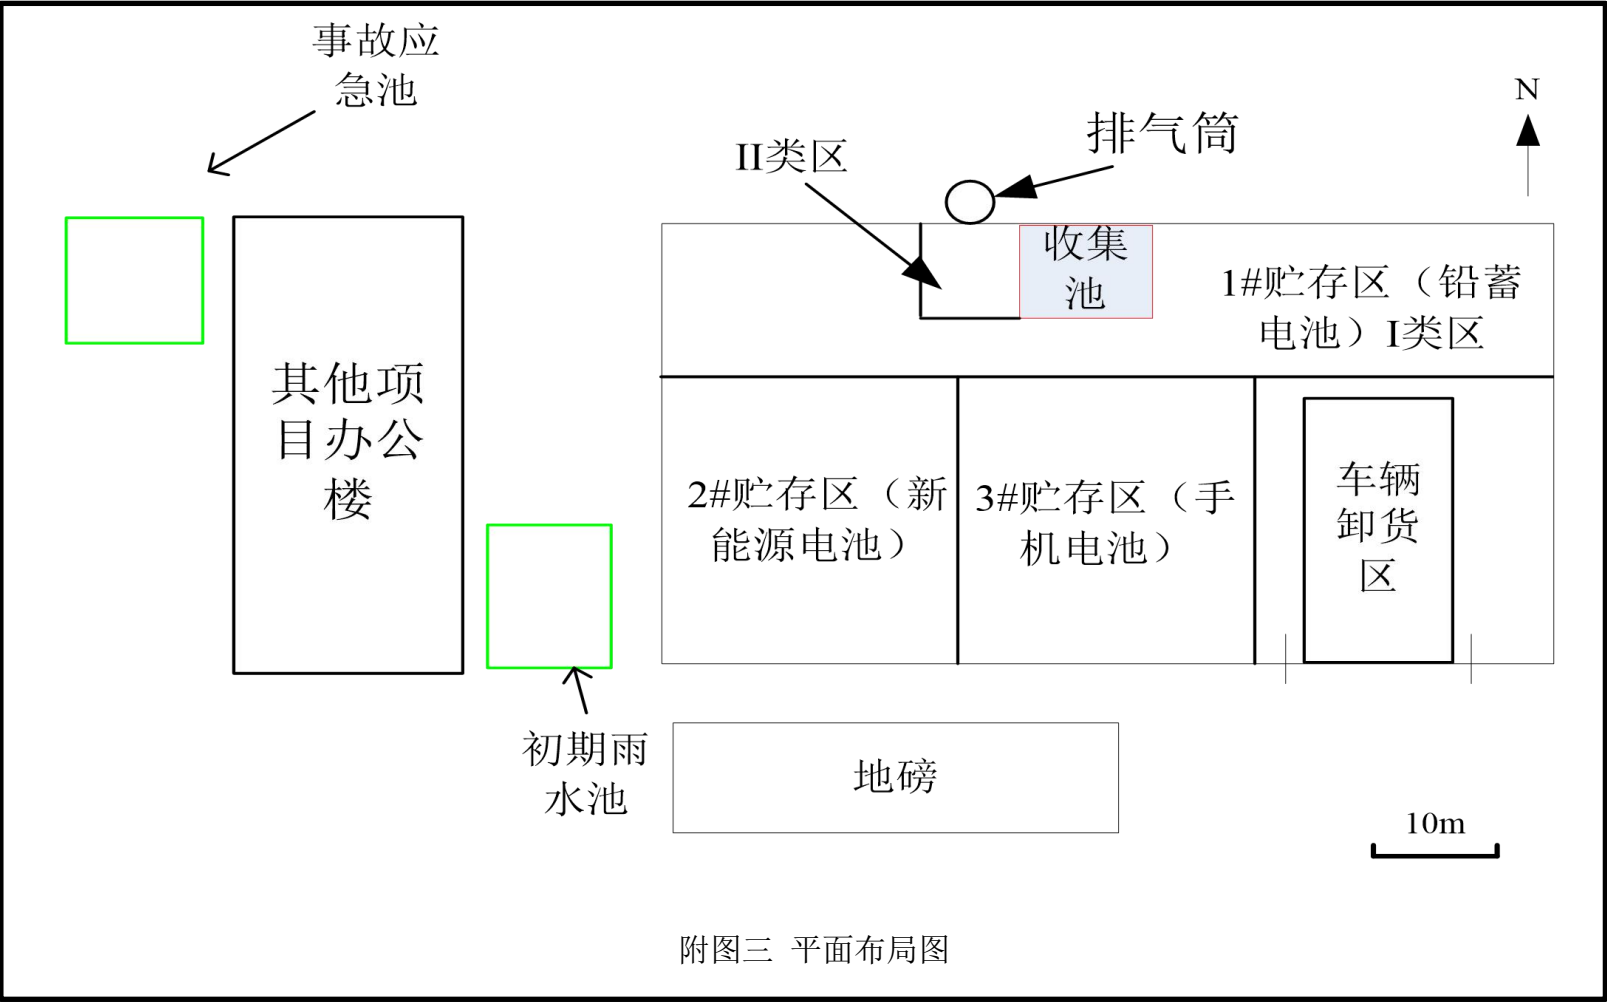 事故应
急池
N
排气筒
II类区
收集
池
1#贮存区（铅蓄
电池）I类区
其他项
目办公
楼
2#贮存区（新
能源电池）
3#贮存区（手
机电池）
车辆
卸货
区
初期雨
水池
地磅
10m
附图三 平面布局图